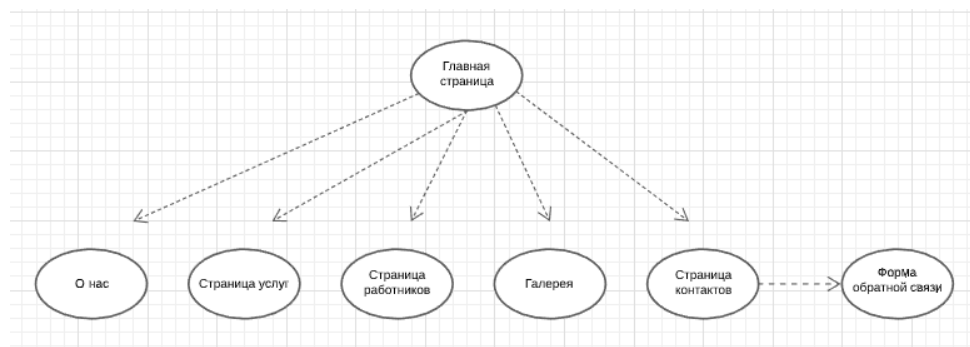 Главная
страница
О нас
Страница услуг
Страница
работников
Галерея
Страница
контактов
Форма
обратной связи